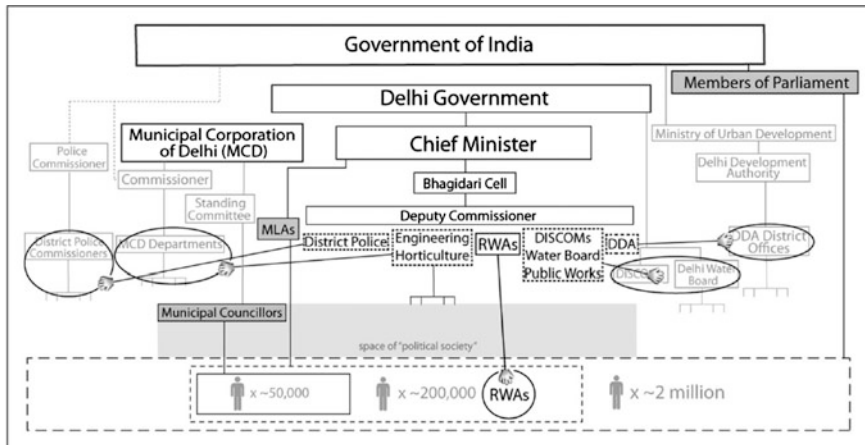 Government of India
Members of Parliament
Delhi Government
Police
Commissioner
Municipal Corporation
of Delhi (MCD)
Chief Minister
Ministry of Urban Development
Commissioner
Delhi Development
Authority
Bhagidari Cell
Standing
Committee
Deputy Commissioner
MLAs
District Police
Commissioners
MCD Departments
District Police
Engineering
Horticulture
RWAs
DISCOMs
Water Board
Public Works
DDA
DDA District
Offices
Delhi Water
Board
Municipal Councillors
space of "political society"
x ~50,000
x ~200,000
RWAs
x ~2 million